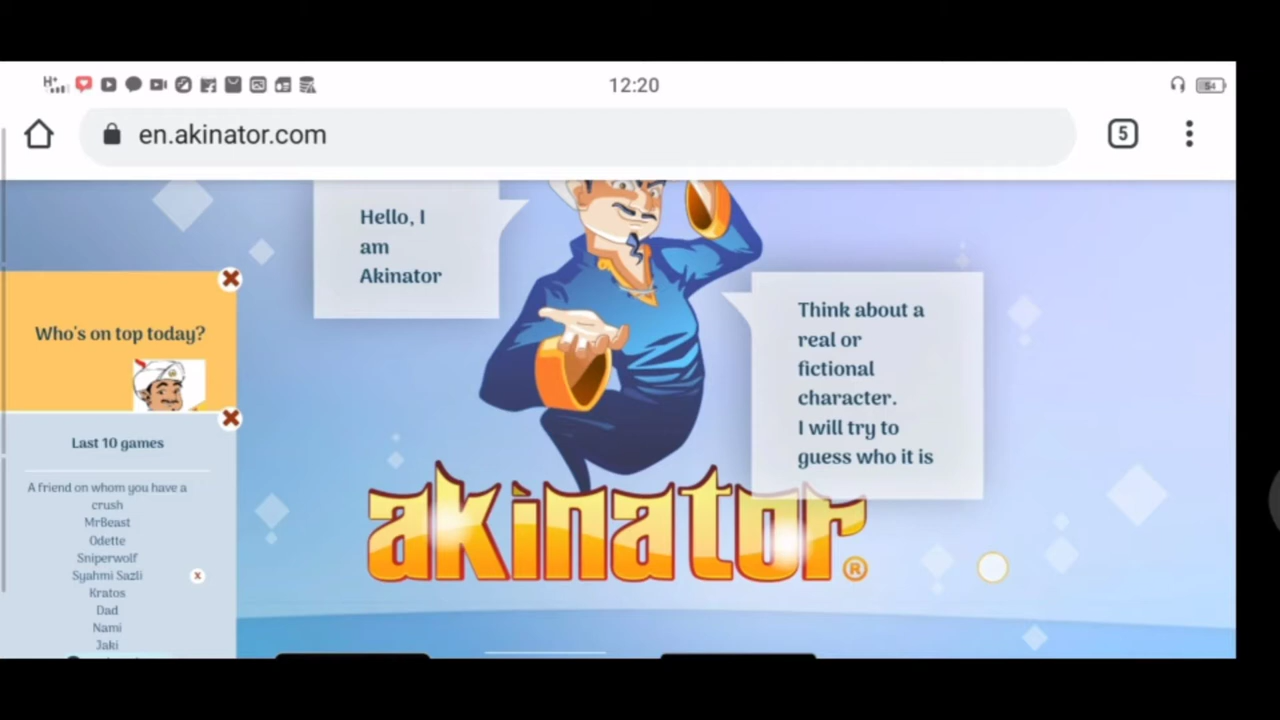 H+
12:20
54
en.akinator.com
5
Hello, I
am
Akinator
Think about a
real or
fictional
character.
I will try to
guess who it is
Who's on top today?
X
X
Last 10 games
A friend on whom you have a
crush
MrBeast
Odette
Sniperwolf
Syahmi Sazli
x
Kratos
Dad
Nami
Jaki
akinator®